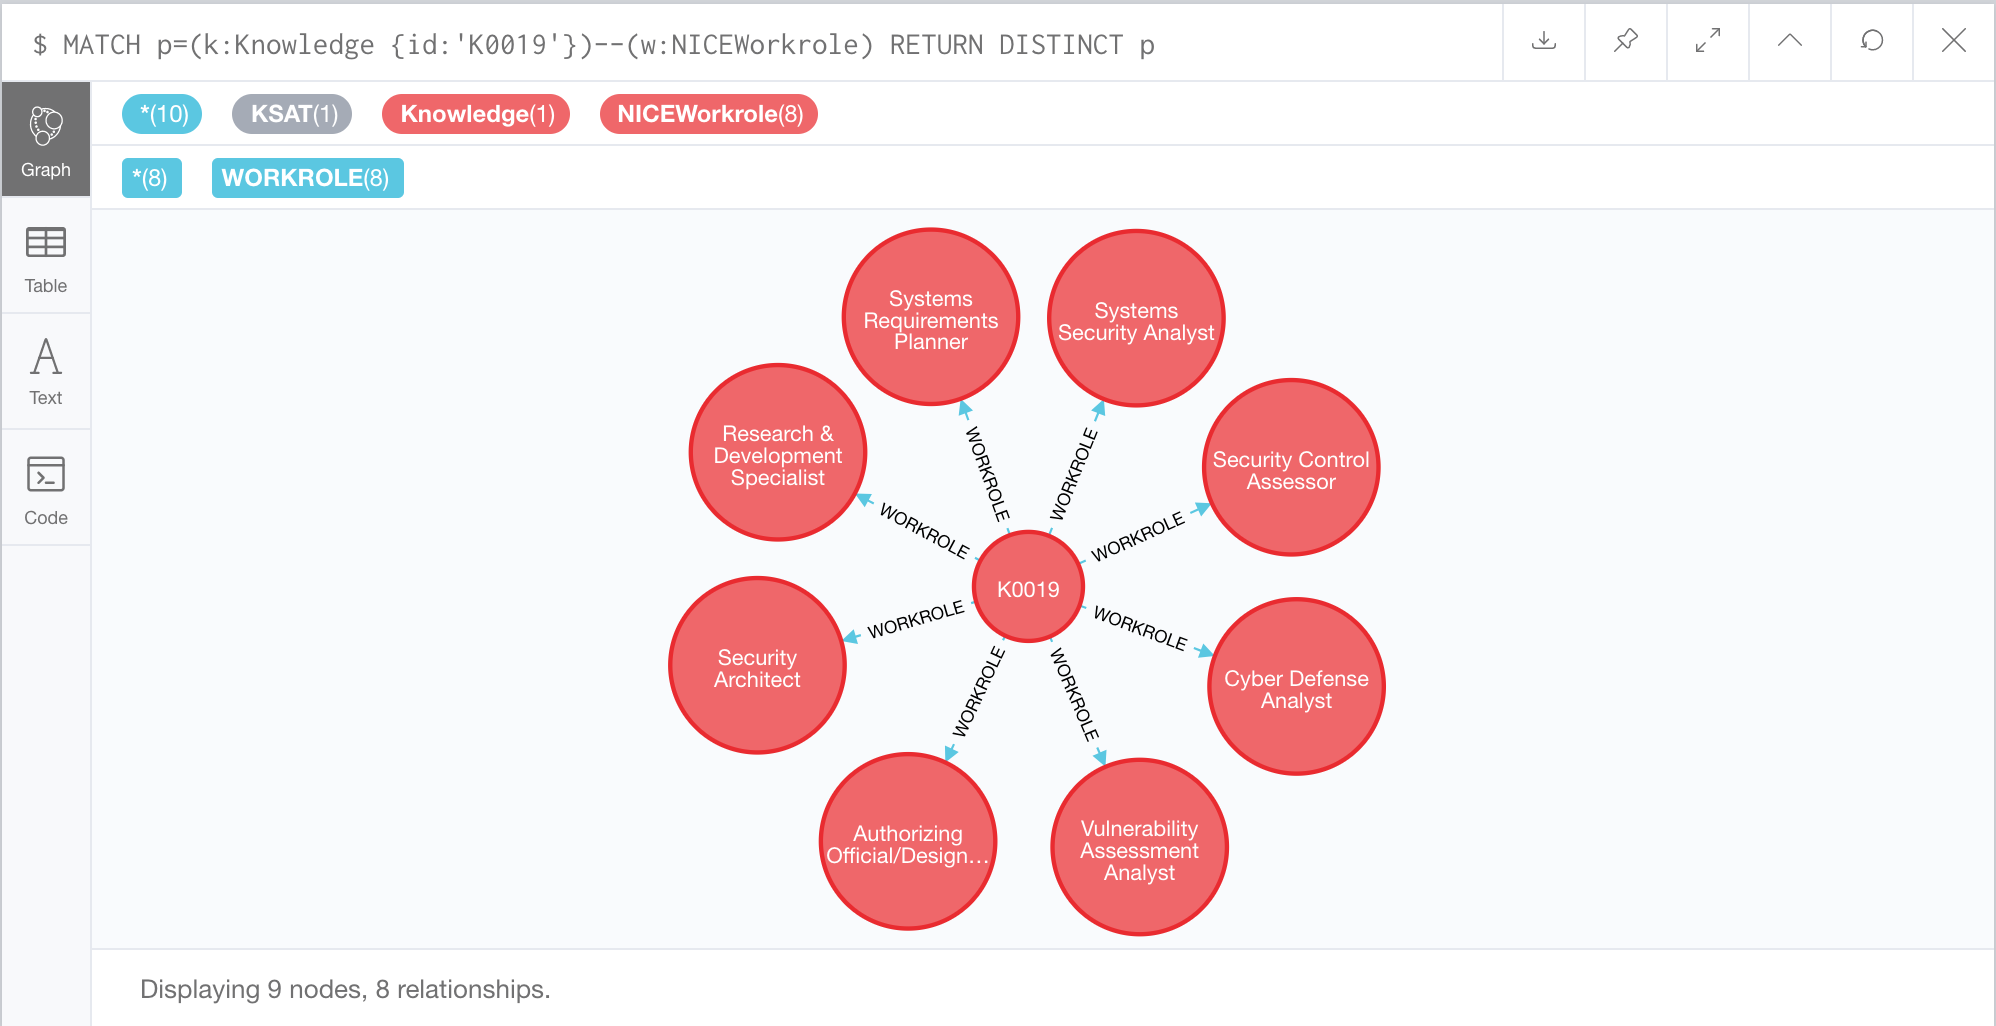 $ MATCH p=(k:Knowledge {id:'K0019'})--(w:NICEWorkrole) RETURN DISTINCT p
*(10)
KSAT(1)
Knowledge(1)
NICEWorkrole(8)
*(8)
WORKROLE(8)
Graph
Table
Text
Code
Systems
Requirements
Planner
Systems
Security Analyst
Research &
Development
Specialist
Security Control
Assessor
WORKROLE
WORKROLE
WORKROLE
WORKROLE
K0019
WORKROLE
WORKROLE
WORKROLE
WORKROLE
Security
Architect
Cyber Defense
Analyst
Authorizing
Official/Design...
Vulnerability
Assessment
Analyst
Displaying 9 nodes, 8 relationships.